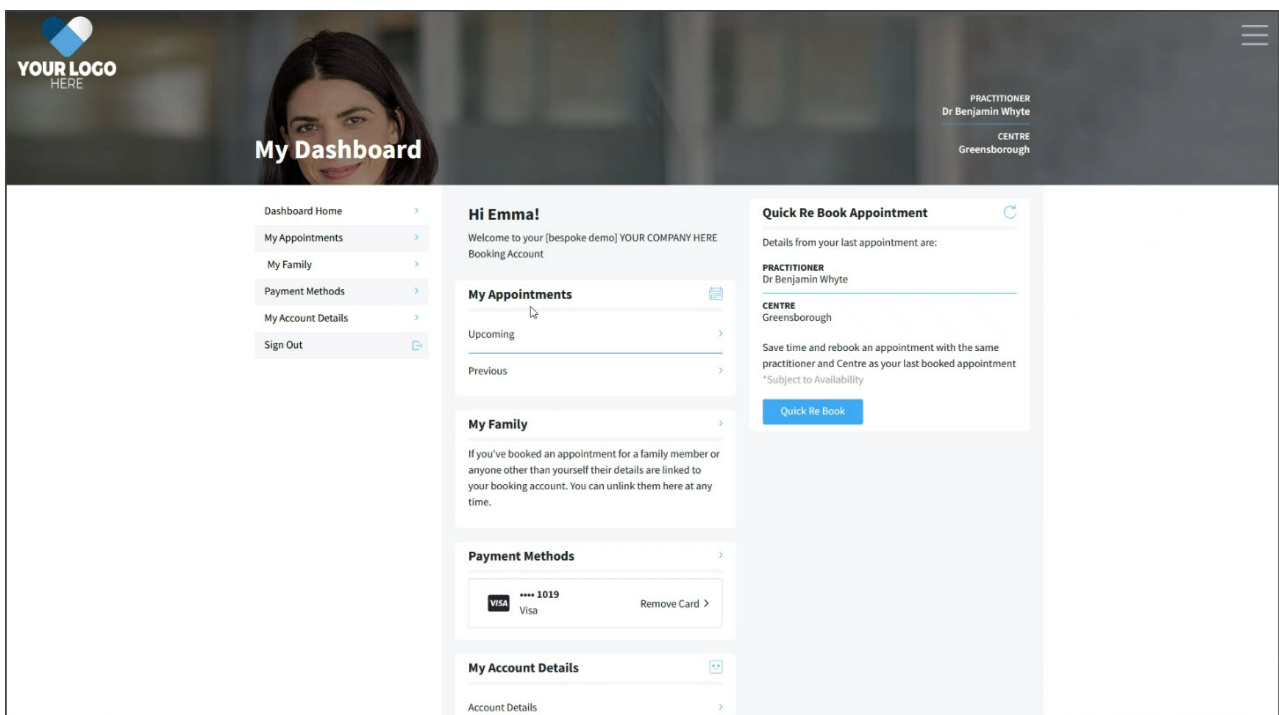 YOUR LOGO
HERE
My Dashboard
PRACTITIONER
Dr Benjamin Whyte
CENTRE
Greensborough
Dashboard Home
My Appointments
My Family
Payment Methods
My Account Details
Sign Out
Hi Emma!
Welcome to your [bespoke demo] YOUR COMPANY HERE
Booking Account
My Appointments
Upcoming
Previous
My Family
If you've booked an appointment for a family member or
anyone other than yourself their details are linked to
your booking account. You can unlink them here at any
time.
Payment Methods
VISA
•••• 1019
Visa
Remove Card
My Account Details
Account Details
Quick Re Book Appointment
Details from your last appointment are:
PRACTITIONER
Dr Benjamin Whyte
CENTRE
Greensborough
Save time and rebook an appointment with the same
practitioner and Centre as your last booked appointment
*Subject to Availability
Quick Re Book